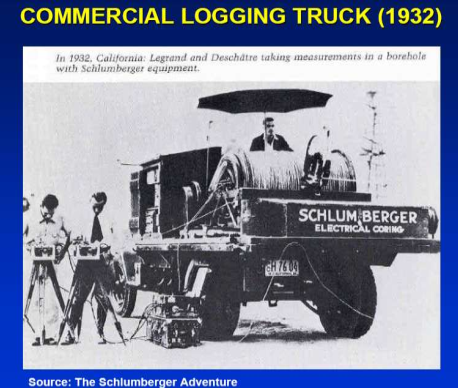 COMMERCIAL LOGGING TRUCK (1932)
In 1932, California: Legrand and Deschâtre taking measurements in a borehole
with Schlumberger equipment.
SCHLUMBERGER
ELECTRICAL CORING
Source: The Schlumberger Adventure